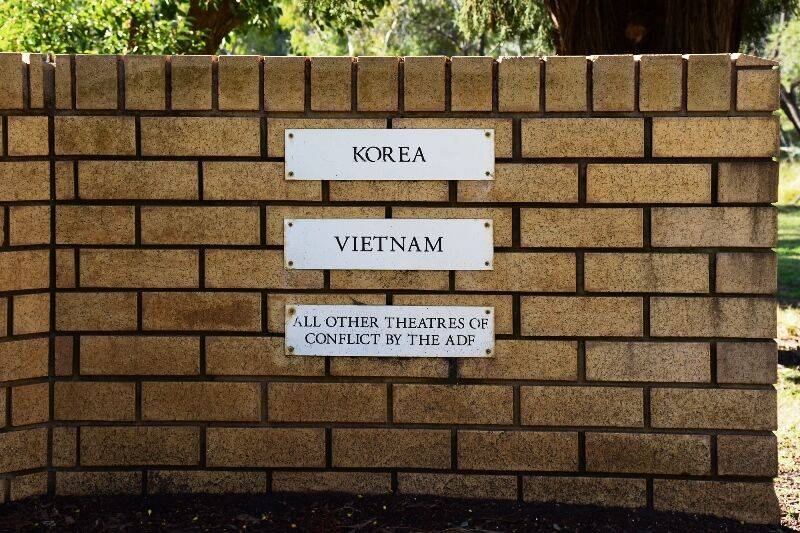 KOREA
VIETNAM
ALL OTHER THEATRES OF
CONFLICT BY THE ADF